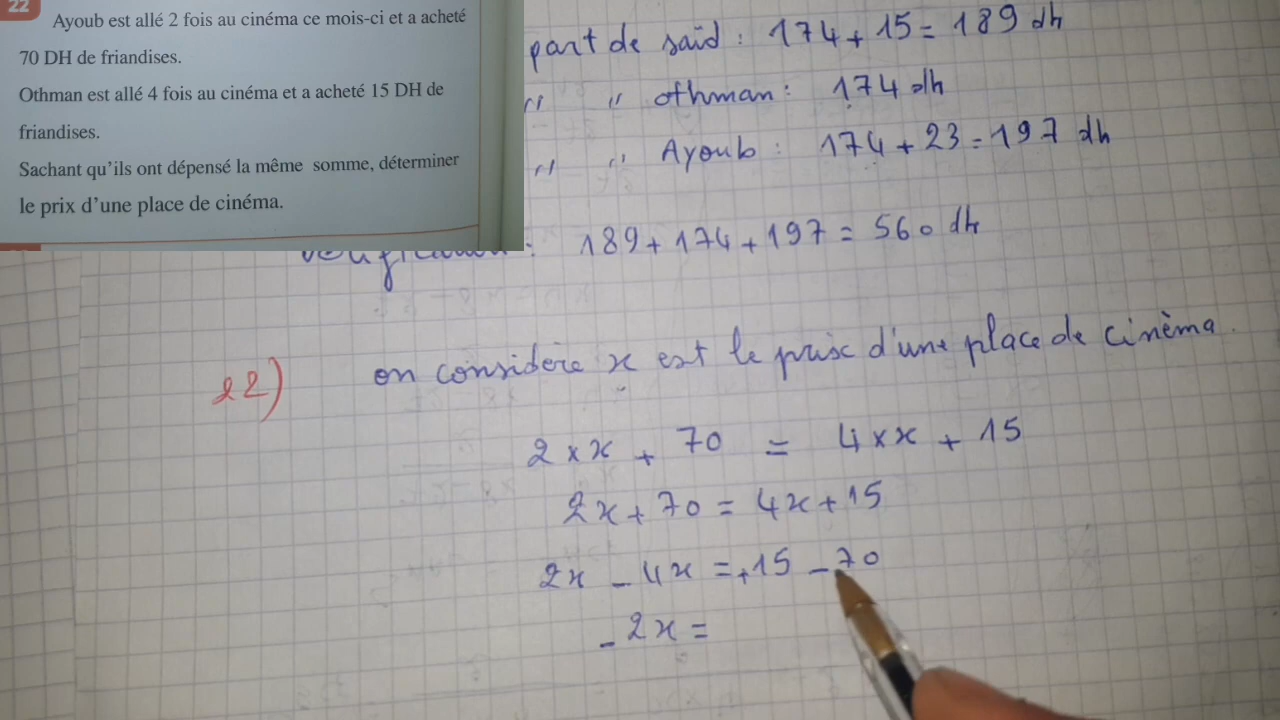 22
Ayoub est allé 2 fois au cinéma ce mois-ci et a acheté
70 DH de friandises.
Othman est allé 4 fois au cinéma et a acheté 15 DH de
friandises.
Sachant qu'ils ont dépensé la même somme, déterminer
le prix d'une place de cinéma.
part de saïd : 174 + 15 = 189 dh
" " othman : 174 dh
" " Ayoub : 174 + 23 = 197 dh
: 189 + 174 + 197 = 560 dh
22) on considère x est le prix d'une place de cinèma.
2 × x + 70 = 4 × x + 15
2x + 70 = 4x + 15
2x - 4x = +15 - 70
- 2x =